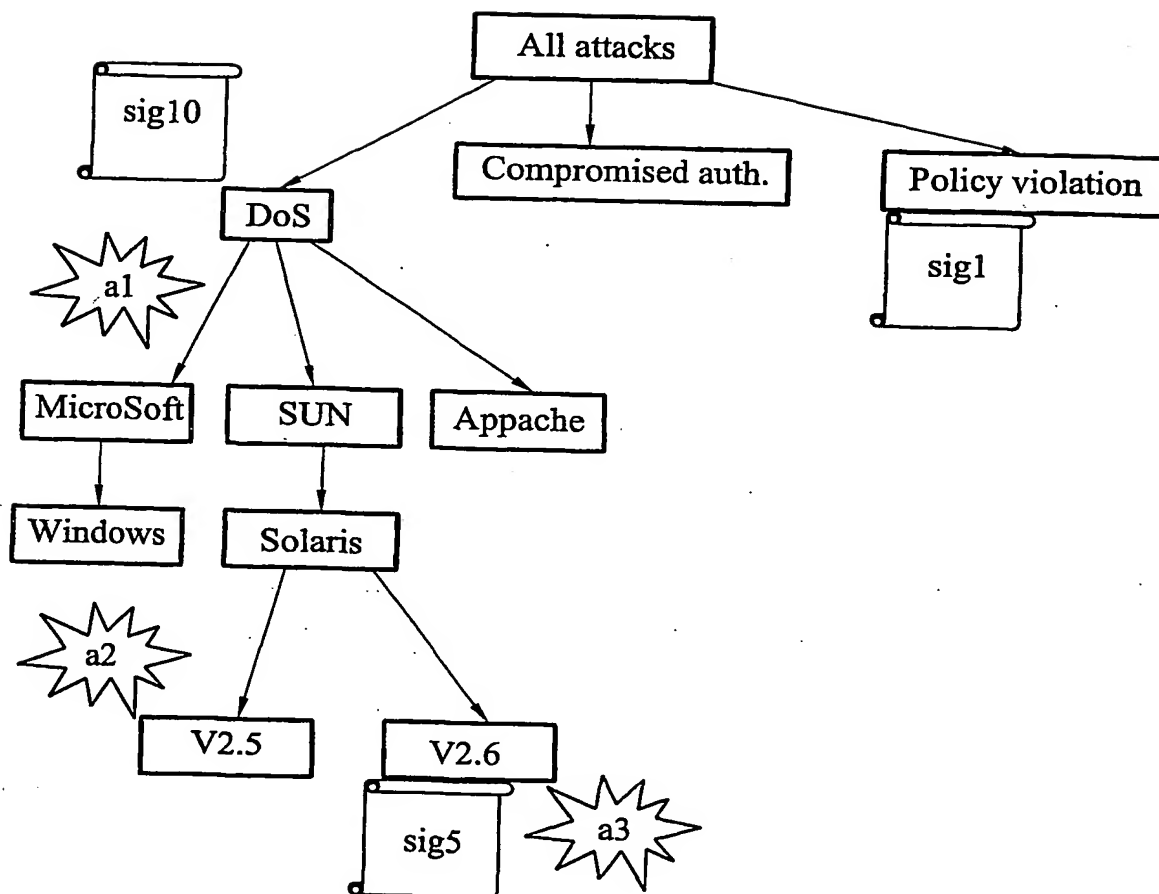 All attacks
sig10
Compromised auth.
Policy violation
DoS
sig1
a1
MicroSoft
SUN
Appache
Windows
Solaris
a2
V2.5
V2.6
sig5
a3